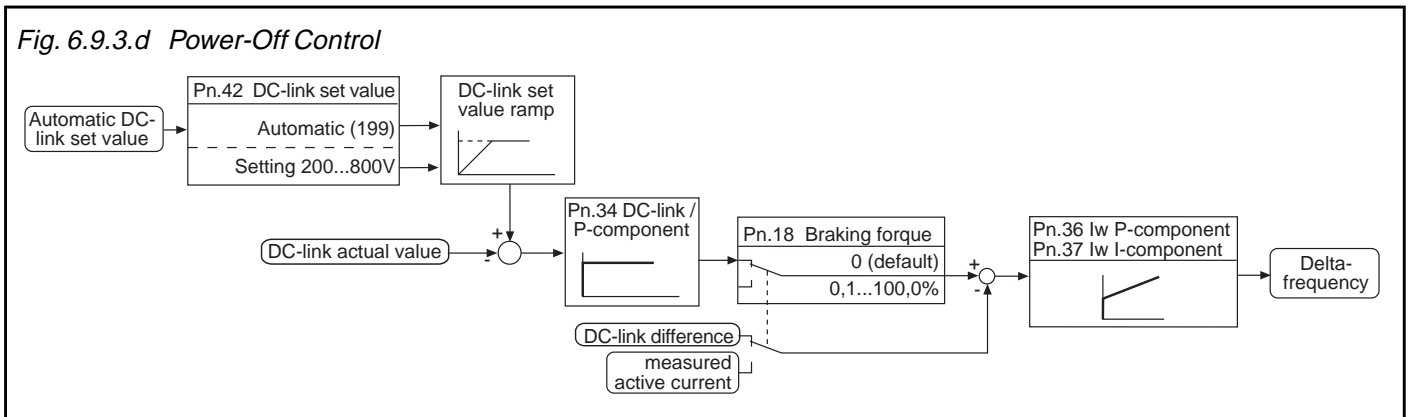 Fig. 6.9.3.d Power-Off Control
Automatic DC-
link set value
Pn.42 DC-link set value
Automatic (199)
Setting 200...800V
DC-link set
value ramp
DC-link actual value
+
-
Pn.34 DC-link /
P-component
Pn.18 Braking forque
0 (default)
0,1...100,0%
DC-link difference
measured
active current
+
-
Pn.36 Iw P-component
Pn.37 Iw I-component
Delta-
frequency